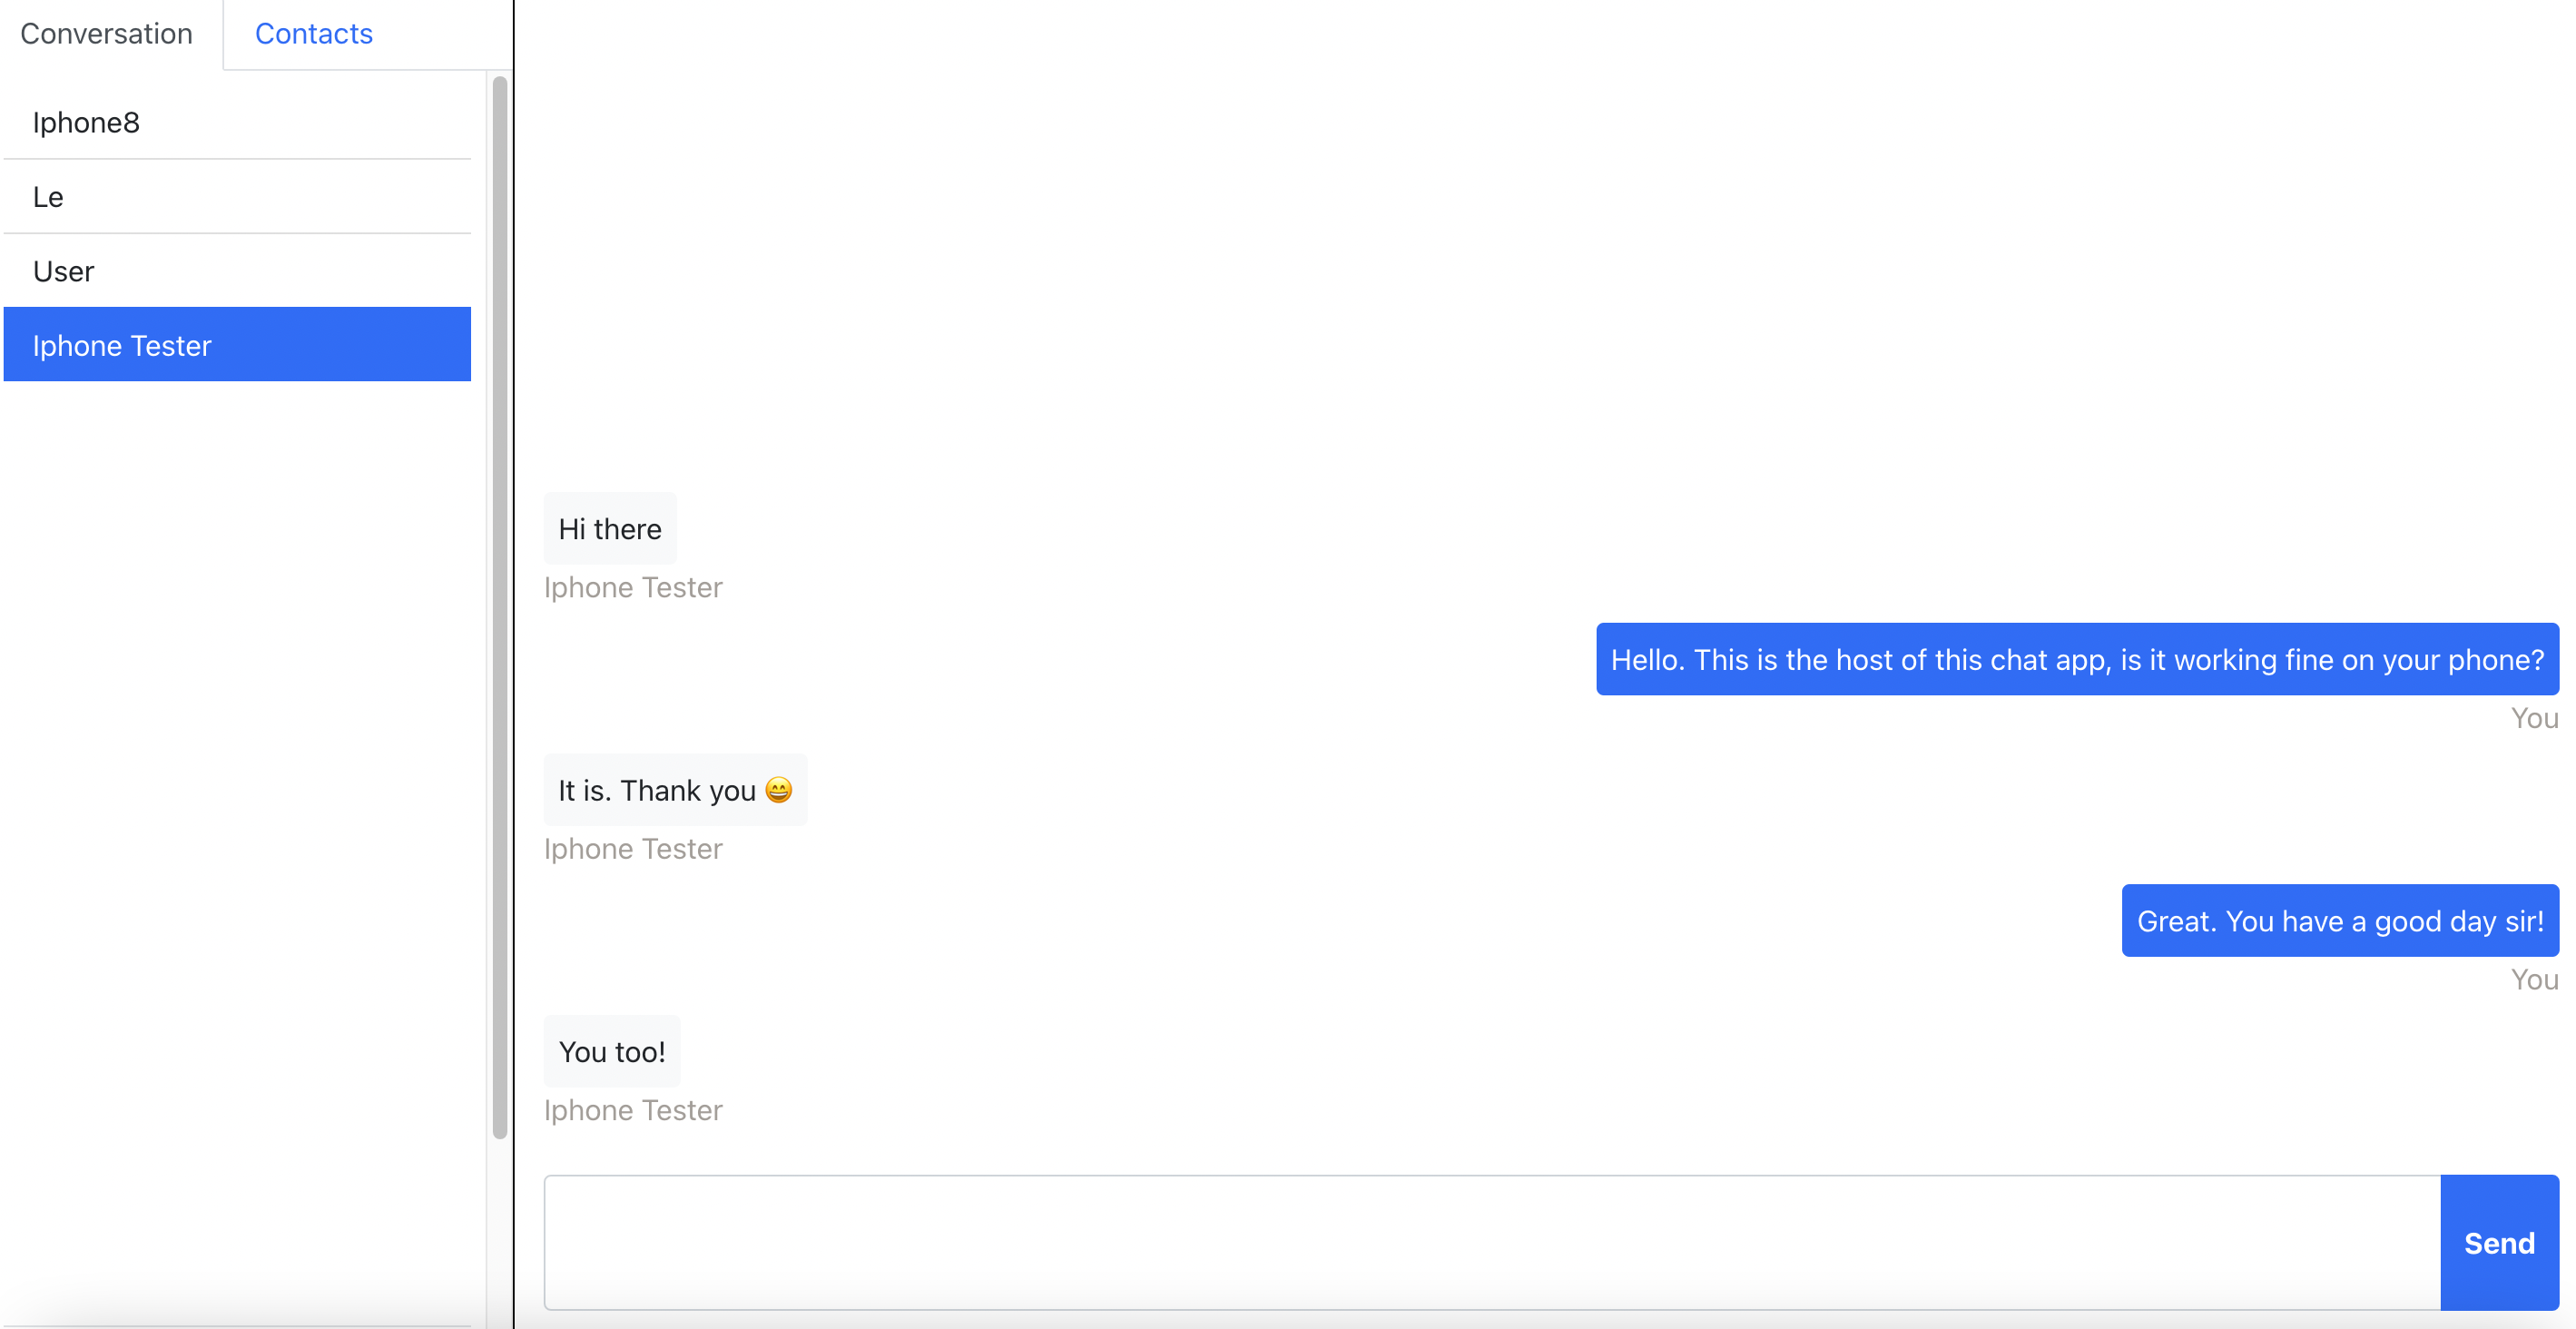 Conversation
Contacts
Iphone8
Le
User
Iphone Tester
Hi there
Iphone Tester
Hello. This is the host of this chat app, is it working fine on your phone?
You
It is. Thank you 😄
Iphone Tester
Great. You have a good day sir!
You
You too!
Iphone Tester
Send